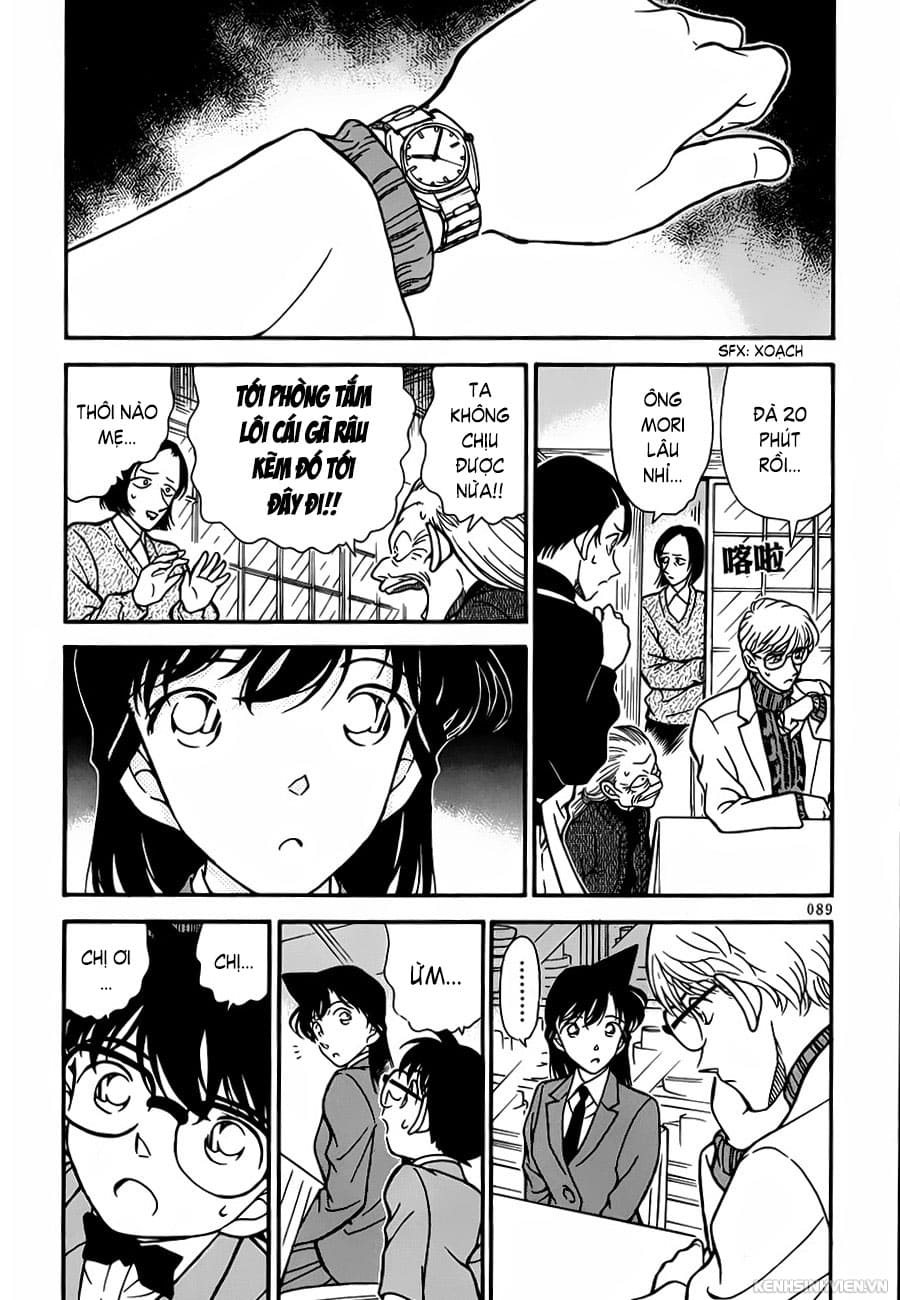 SFX: XOẠCH
ĐÃ 20
PHÚT
RỒI...
ÔNG
MORI
LÂU
NHỈ...
喀啦
TA
KHÔNG
CHỊU
ĐƯỢC
NỮA!!
TỚI PHÒNG TẮM
LÔI CÁI GÃ RÂU
KẼM ĐÓ TỚI
ĐÂY ĐI!!
THÔI NÀO
MẸ...
089
.........
ỪM...
CHỊ...
CHỊ ƠI
...
KENHSINHVIEN.VN